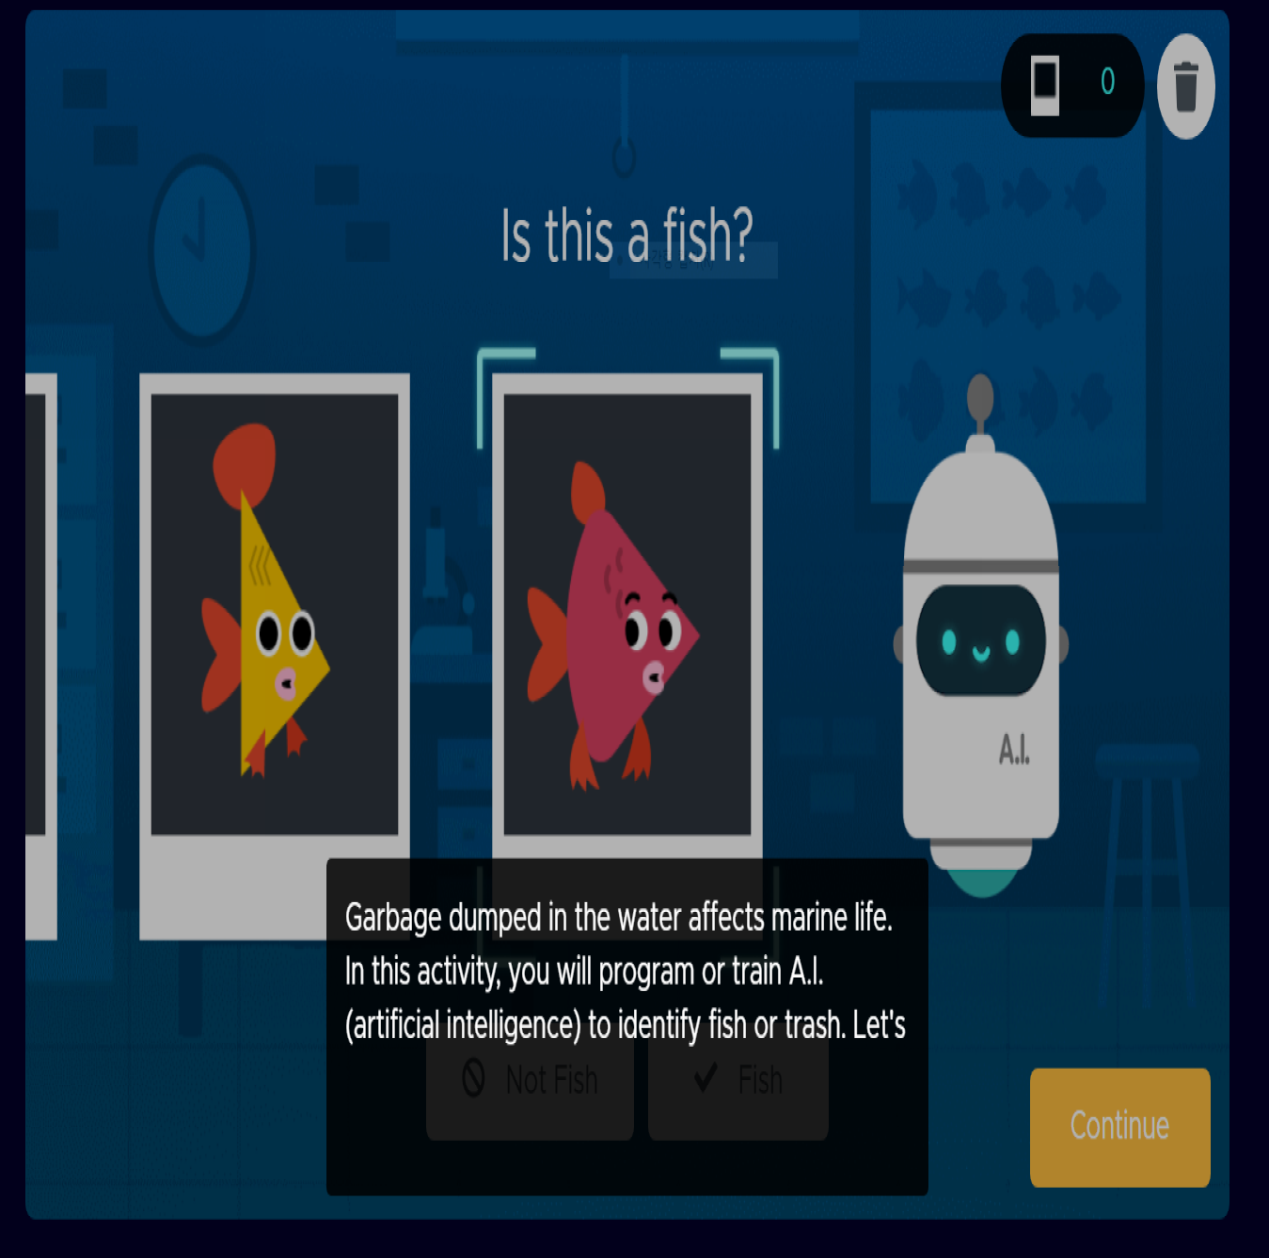 0
Is this a fish?
A.I.
Garbage dumped in the water affects marine life.
In this activity, you will program or train A.I.
(artificial intelligence) to identify fish or trash. Let's
Not Fish
Fish
Continue